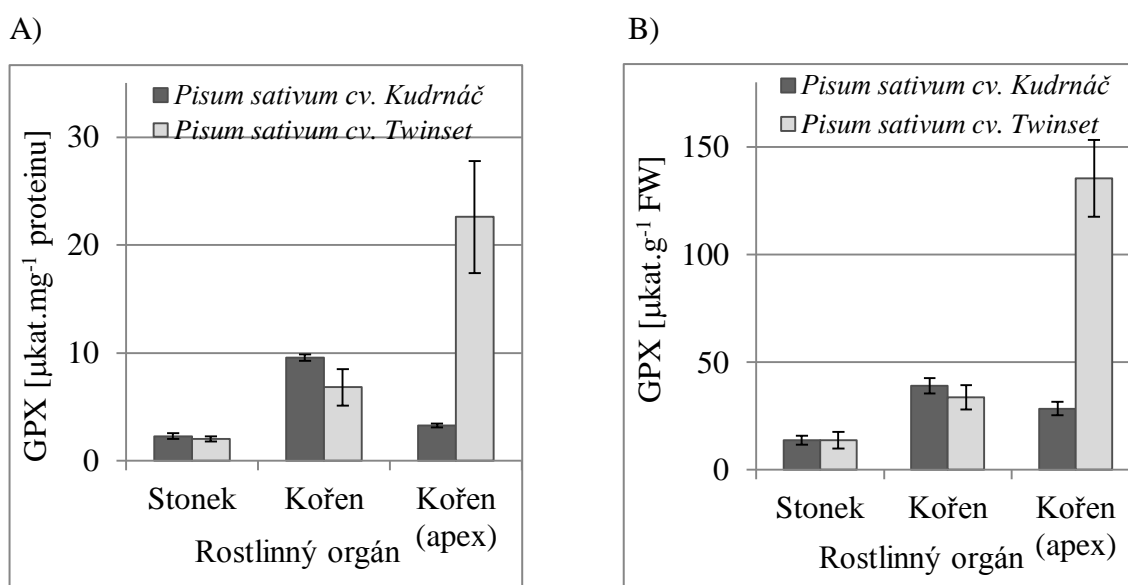 A)
B)
Pisum sativum cv. Kudrnáč
Pisum sativum cv. Twinset
30
20
10
0
GPX [µkat.mg⁻¹ proteinu]
Stonek Kořen Kořen (apex)
Rostlinný orgán
Pisum sativum cv. Kudrnáč
Pisum sativum cv. Twinset
150
100
50
0
GPX [µkat.g⁻¹ FW]
Stonek Kořen Kořen (apex)
Rostlinný orgán